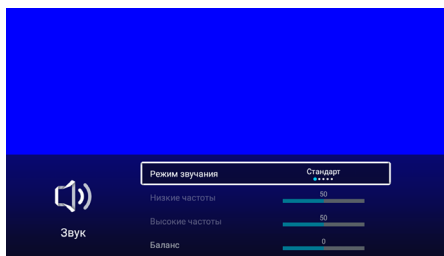 Режим звучания
Стандарт
Низкие частоты
50
Высокие частоты
50
Баланс
0
Звук